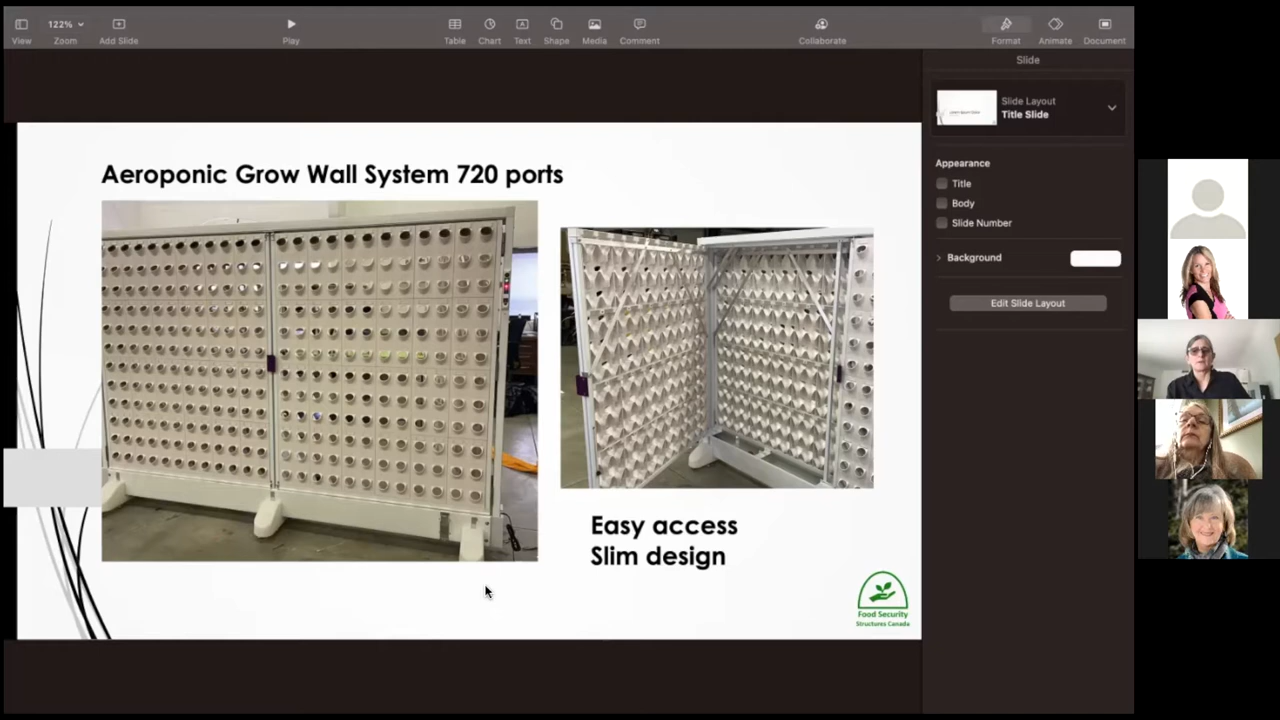 122%
View
Zoom
Add Slide
Play
Table
Chart
Text
Shape
Media
Comment
Collaborate
Format
Animate
Document
Slide
Slide Layout
Title Slide
Appearance
Title
Body
Slide Number
Background
Edit Slide Layout
Aeroponic Grow Wall System 720 ports
Easy access
Slim design
Food Security
Structures Canada